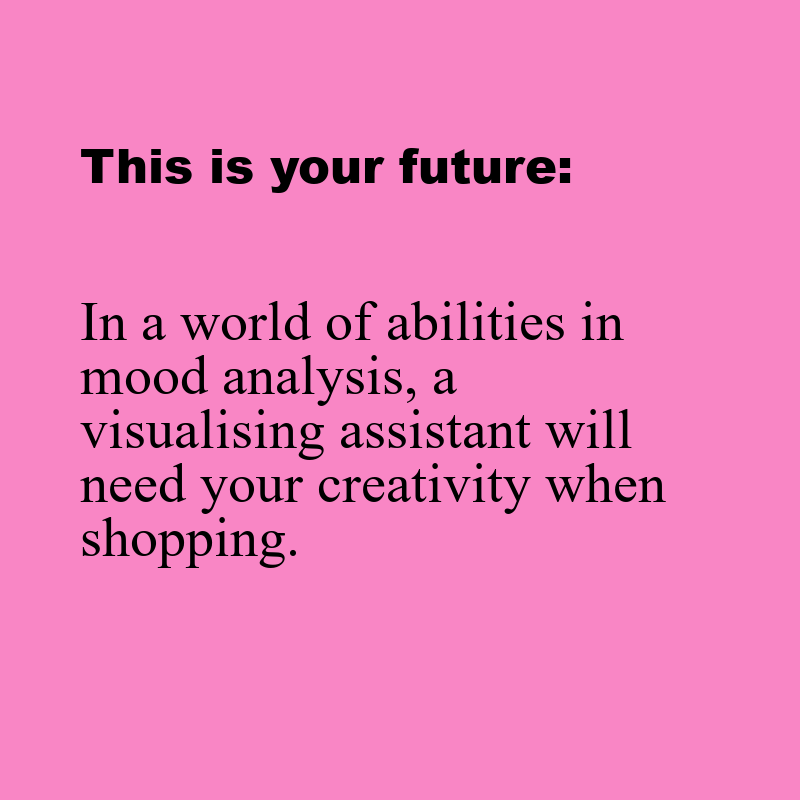 This is your future:
In a world of abilities in
mood analysis, a
visualising assistant will
need your creativity when
shopping.